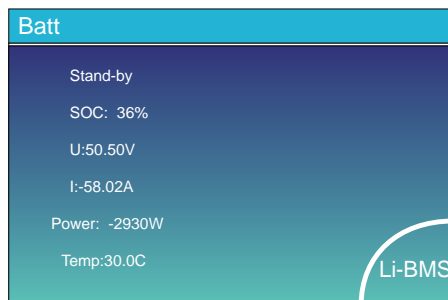 Batt
Stand-by
SOC: 36%
U:50.50V
I:-58.02A
Power: -2930W
Temp:30.0C
Li-BMS